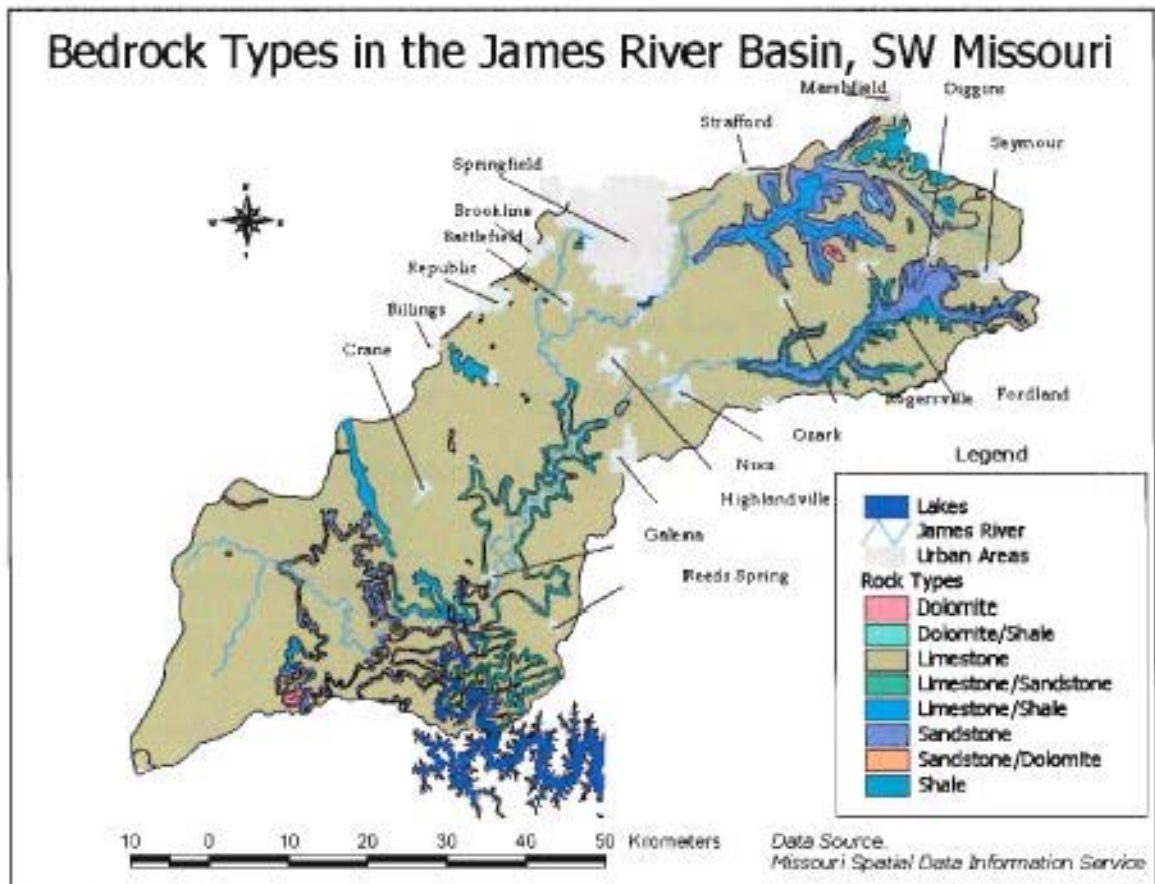 Bedrock Types in the James River Basin, SW Missouri
Marshfield
Diggins
Strafford
Seymour
Springfield
Brookline
Battlefield
Republic
Billings
Crane
Rogersville
Fordland
Ozark
Nixa
Highlandville
Galena
Reeds Spring
Legend
Lakes
James River
Urban Areas
Rock Types
Dolomite
Dolomite/Shale
Limestone
Limestone/Sandstone
Limestone/Shale
Sandstone
Sandstone/Dolomite
Shale
10 0 10 20 30 40 50 Kilometers
Data Source.
Missouri Spatial Data Information Service